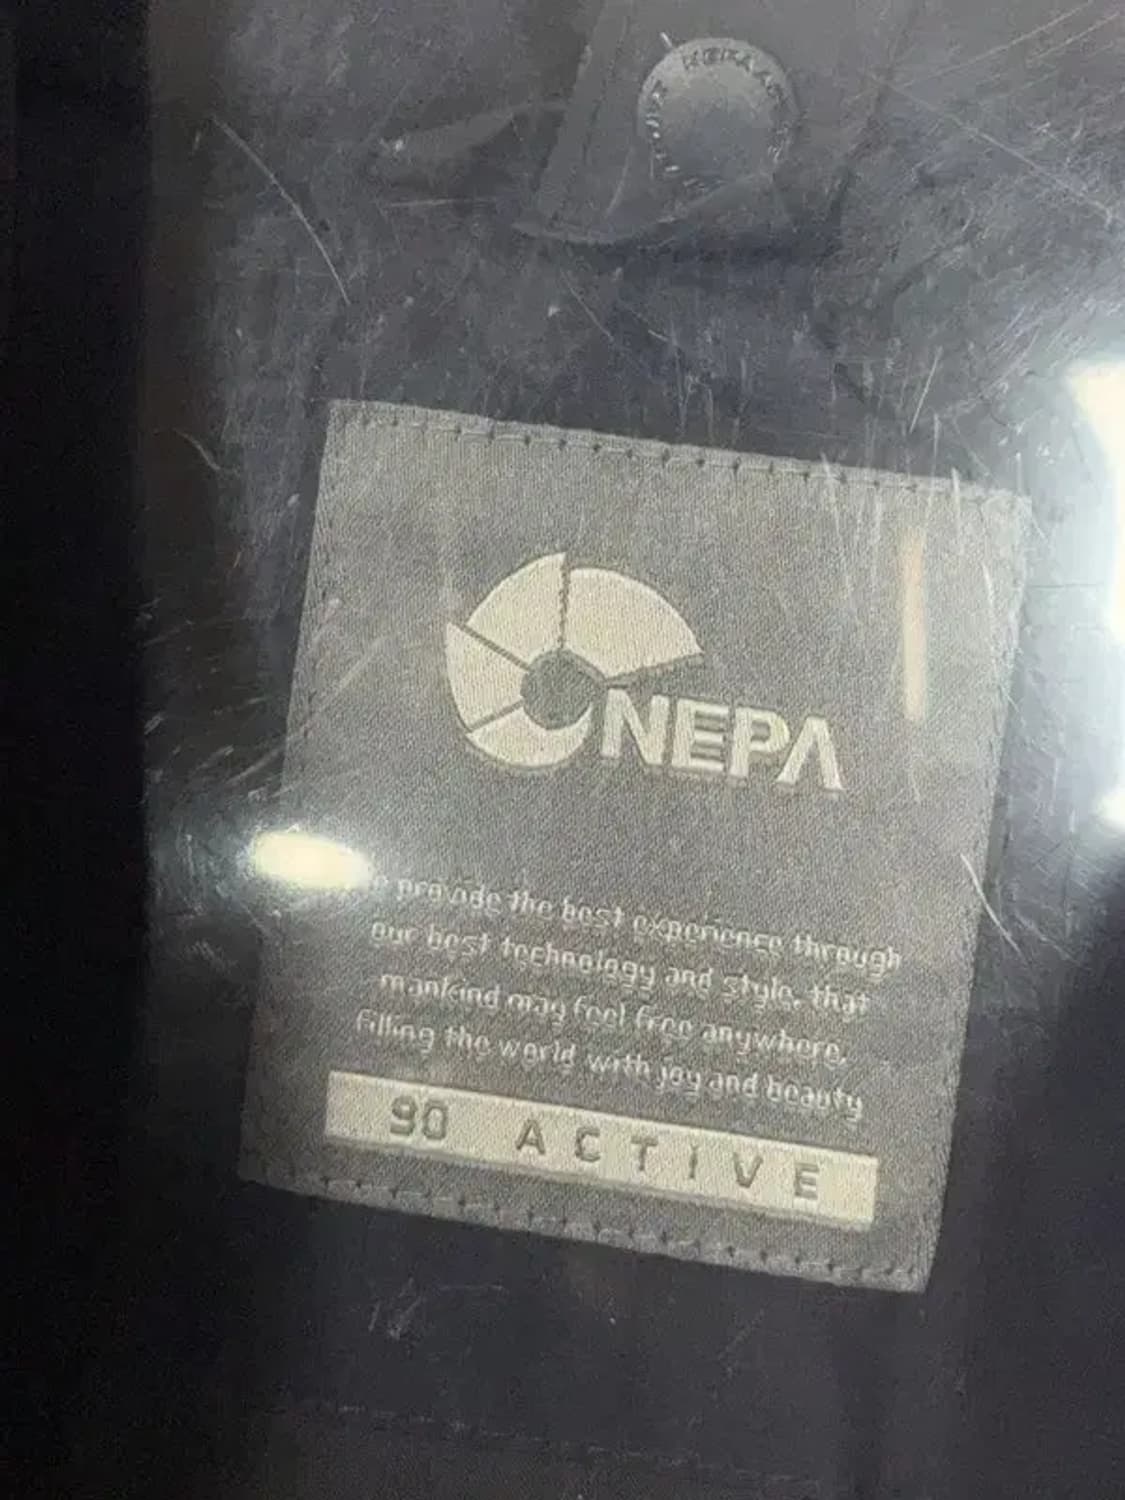 NEPA
provide the best experience through
our best technology and style, that
mankind may feel free anywhere,
filling the world with joy and beauty
90 ACTIVE